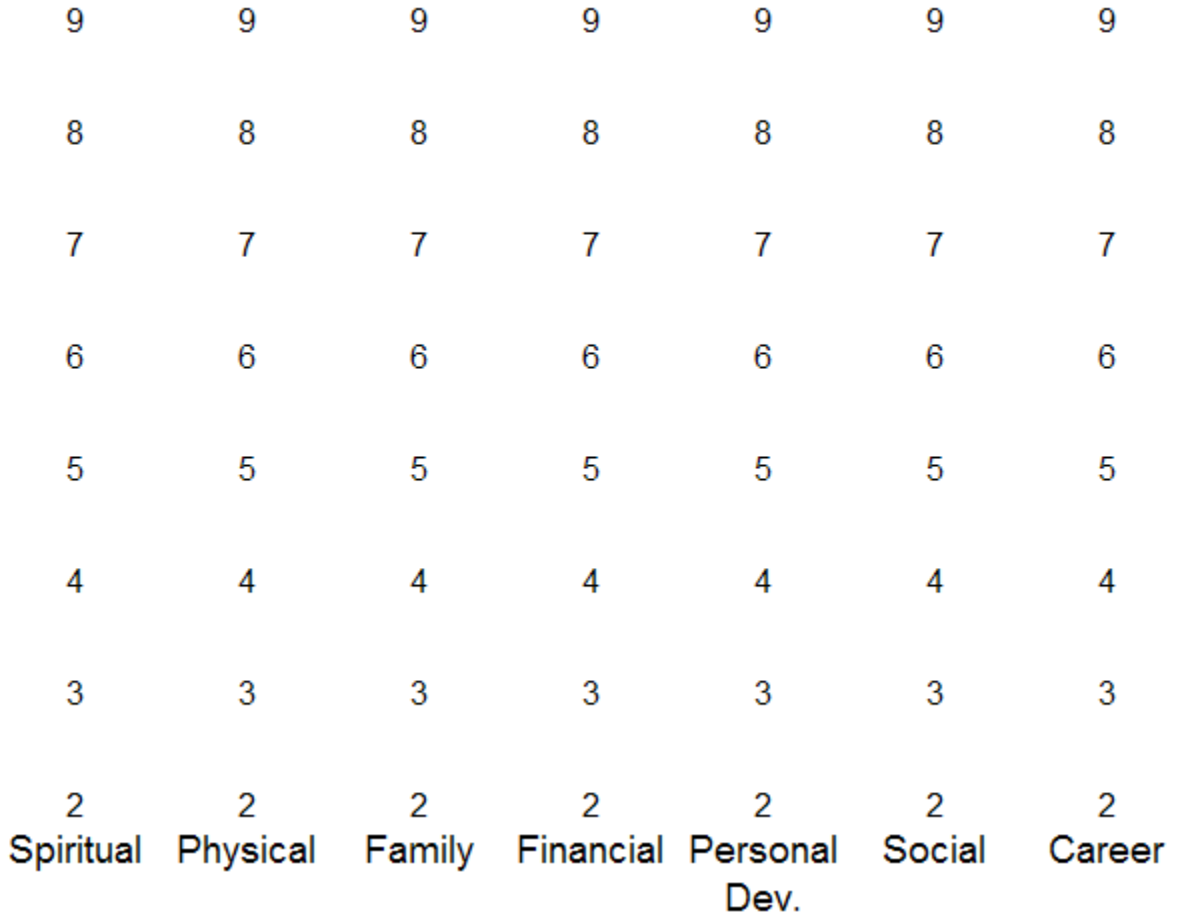 9 9 9 9 9 9 9
8 8 8 8 8 8 8
7 7 7 7 7 7 7
6 6 6 6 6 6 6
5 5 5 5 5 5 5
4 4 4 4 4 4 4
3 3 3 3 3 3 3
2 2 2 2 2 2 2
Spiritual Physical Family Financial Personal Social Career
Dev.